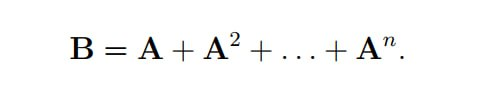 B = A + A² + … + Aⁿ.